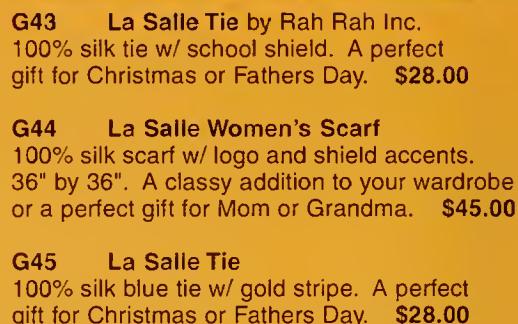 G43 La Salle Tie by Rah Rah Inc.
100% silk tie w/ school shield. A perfect
gift for Christmas or Fathers Day. $28.00
G44 La Salle Women's Scarf
100% silk scarf w/ logo and shield accents.
36" by 36". A classy addition to your wardrobe
or a perfect gift for Mom or Grandma. $45.00
G45 La Salle Tie
100% silk blue tie w/ gold stripe. A perfect
gift for Christmas or Fathers Day. $28.00